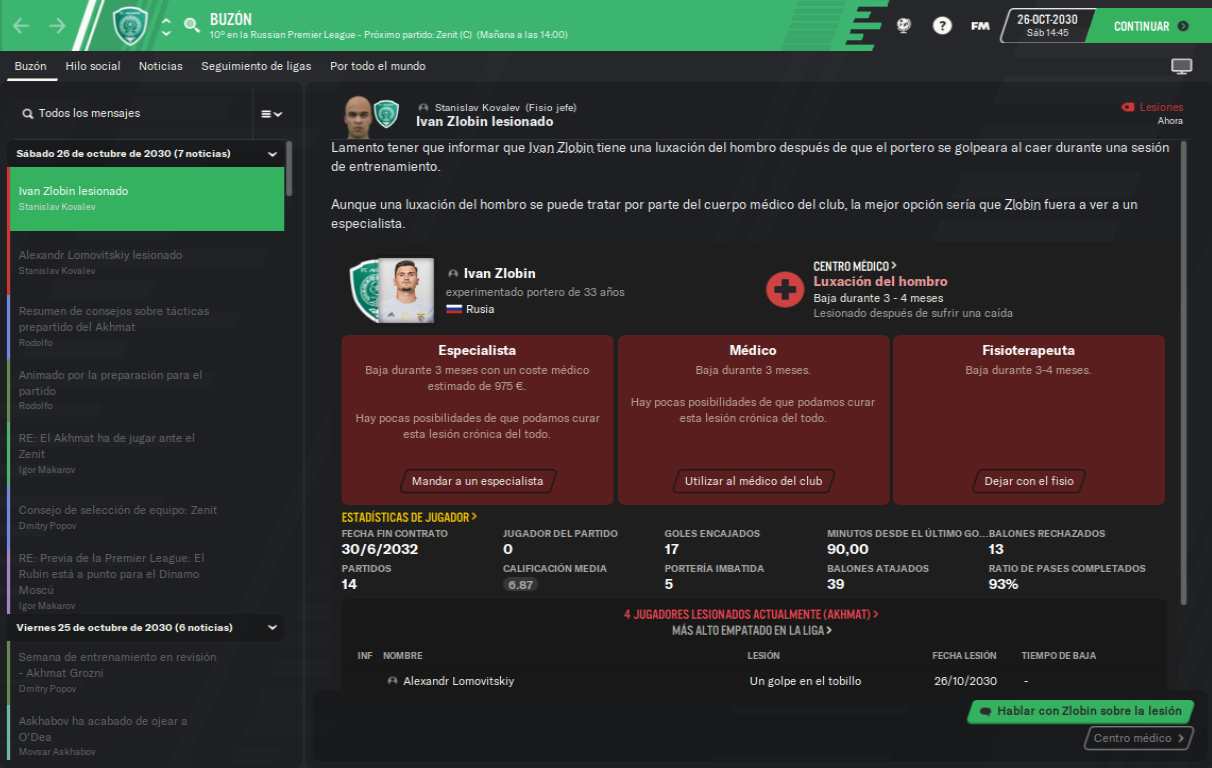 BUZÓN
10º en la Russian Premier League - Próximo partido: Zenit (C) (Mañana a las 14:00)
?
FM
26-OCT-2030
Sáb 14:45
CONTINUAR
Buzón
Hilo social
Noticias
Seguimiento de ligas
Por todo el mundo
Todos los mensajes
Sábado 26 de octubre de 2030 (7 noticias)
Ivan Zlobin lesionado
Stanislav Kovalev
Alexandr Lomovitskiy lesionado
Stanislav Kovalev
Resumen de consejos sobre tácticas
prepartido del Akhmat
Rodolfo
Animado por la preparación para el
partido
Rodolfo
RE: El Akhmat ha de jugar ante el
Zenit
Igor Makarov
Consejo de selección de equipo: Zenit
Dmitry Popov
RE: Previa de la Premier League: El
Rubin está a punto para el Dinamo
Moscú
Igor Makarov
Viernes 25 de octubre de 2030 (6 noticias)
Semana de entrenamiento en revisión
- Akhmat Grozni
Dmitry Popov
Askhabov ha acabado de ojear a
O'Dea
Movsar Askhabov
Stanislav Kovalev (Fisio jefe)
Ivan Zlobin lesionado
Lesiones
Ahora
Lamento tener que informar que Ivan Zlobin tiene una luxación del hombro después de que el portero se golpeara al caer durante una sesión
de entrenamiento.
Aunque una luxación del hombro se puede tratar por parte del cuerpo médico del club, la mejor opción sería que Zlobin fuera a ver a un
especialista.
Ivan Zlobin
experimentado portero de 33 años
Rusia
CENTRO MÉDICO >
Luxación del hombro
Baja durante 3 - 4 meses
Lesionado después de sufrir una caída
Especialista
Baja durante 3 meses con un coste médico
estimado de 975 €.
Hay pocas posibilidades de que podamos curar
esta lesión crónica del todo.
Mandar a un especialista
Médico
Baja durante 3 meses.
Hay pocas posibilidades de que podamos curar
esta lesión crónica del todo.
Utilizar al médico del club
Fisioterapeuta
Baja durante 3-4 meses.
Dejar con el fisio
ESTADÍSTICAS DE JUGADOR >
FECHA FIN CONTRATO
30/6/2032
JUGADOR DEL PARTIDO
0
GOLES ENCAJADOS
17
MINUTOS DESDE EL ÚLTIMO GO...
90,00
BALONES RECHAZADOS
13
PARTIDOS
14
CALIFICACIÓN MEDIA
6.87
PORTERÍA IMBATIDA
5
BALONES ATAJADOS
39
RATIO DE PASES COMPLETADOS
93%
4 JUGADORES LESIONADOS ACTUALMENTE (AKHMAT) >
MÁS ALTO EMPATADO EN LA LIGA >
INF NOMBRE LESIÓN FECHA LESIÓN TIEMPO DE BAJA
Alexandr Lomovitskiy Un golpe en el tobillo 26/10/2030 -
Hablar con Zlobin sobre la lesión
Centro médico >